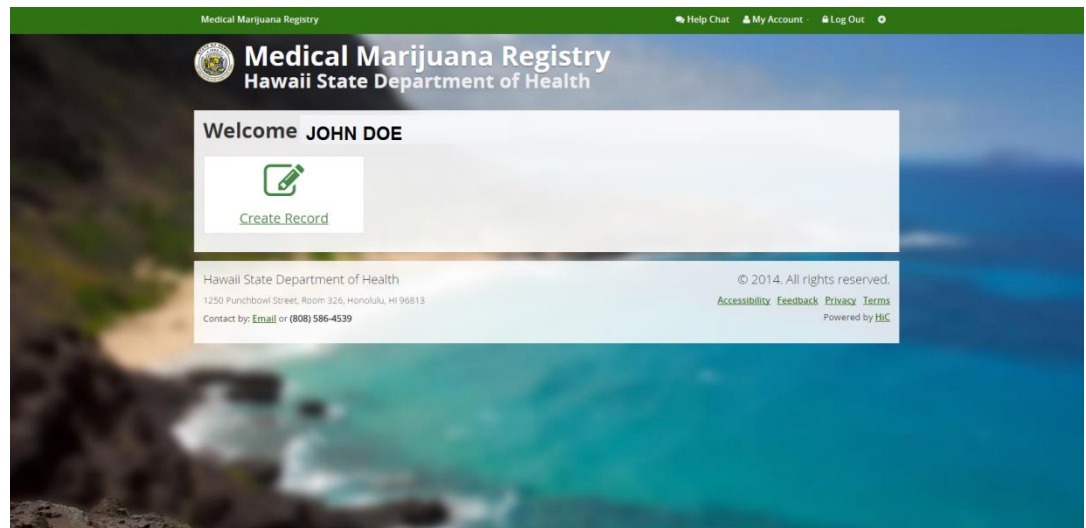 Medical Marijuana Registry
Help Chat My Account Log Out
Medical Marijuana Registry
Hawaii State Department of Health
Welcome JOHN DOE
Create Record
Hawaii State Department of Health
1250 Punchbowl Street, Room 326, Honolulu, HI 96813
Contact by: Email or (808) 586-4539
© 2014. All rights reserved.
Accessibility Feedback Privacy Terms
Powered by HiC